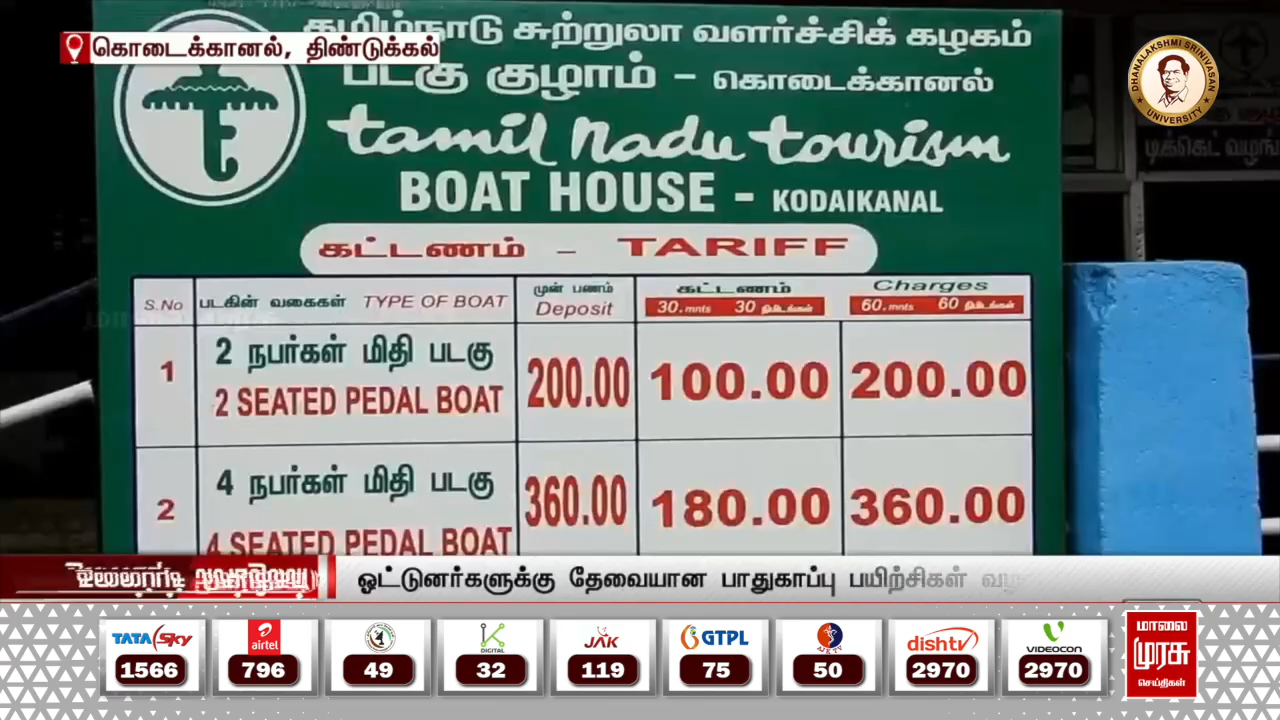 தமிழ்நாடு சுற்றுலா வளர்ச்சிக் கழகம்
கொடைக்கானல், திண்டுக்கல்
படகு குழாம் - கொடைக்கானல்
tamil nadu tourism
BOAT HOUSE - KODAIKANAL
DHANALAKSHMI SRINIVASAN UNIVERSITY
டிக்கெட்
கட்டணம் - TARIFF
S.No படகின் வகைகள் TYPE OF BOAT முன் பணம் Deposit கட்டணம் Charges
30.mnts 30 நிமிடங்கள் 60.mnts 60 நிமிடங்கள்
1 2 நபர்கள் மிதி படகு 200.00 100.00 200.00
2 SEATED PEDAL BOAT
2 4 நபர்கள் மிதி படகு 360.00 180.00 360.00
4 SEATED PEDAL BOAT
ஓட்டுனர்களுக்கு தேவையான பாதுகாப்பு பயிற்சிகள்
TATA Sky airtel DIGITAL JAK GTPL AJK TV dishtv VIDEOCON
1566 796 49 32 119 75 50 2970 2970
மாலை
முரசு
செய்திகள்